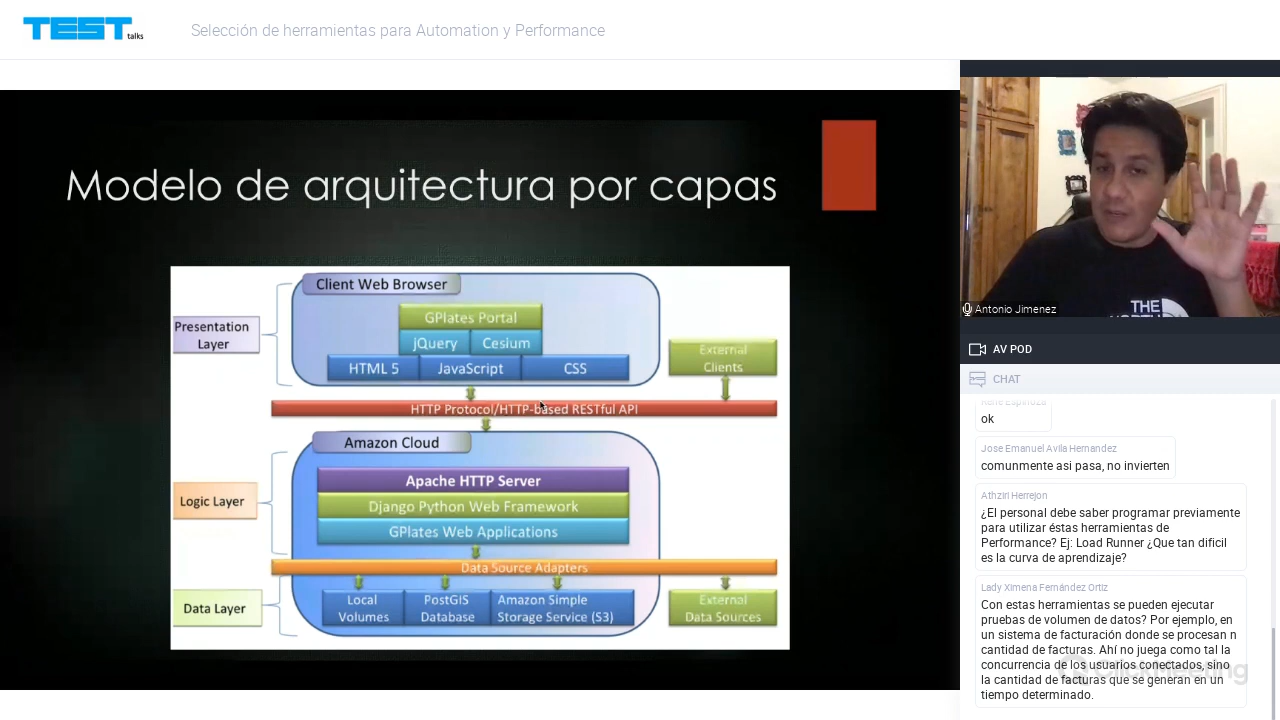 TEST talks
Selección de herramientas para Automation y Performance
Modelo de arquitectura por capas
Client Web Browser
GPlates Portal
jQuery
Cesium
HTML 5
JavaScript
CSS
Presentation
Layer
External
Clients
HTTP Protocol/HTTP-based RESTful API
Amazon Cloud
Apache HTTP Server
Django Python Web Framework
GPlates Web Applications
Logic Layer
Data Source Adapters
Local
Volumes
PostGIS
Database
Amazon Simple
Storage Service (S3)
External
Data Sources
Data Layer
THE
NORTH
Antonio Jimenez
AV POD
CHAT
ok
Jose Emanuel Avila Hernandez
comunmente asi pasa, no invierten
Athziri Herrejon
¿El personal debe saber programar previamente
para utilizar éstas herramientas de
Performance? Ej: Load Runner ¿Que tan dificil
es la curva de aprendizaje?
Lady Ximena Fernández Ortiz
Con estas herramientas se pueden ejecutar
pruebas de volumen de datos? Por ejemplo, en
un sistema de facturación donde se procesan n
cantidad de facturas. Ahí no juega como tal la
concurrencia de los usuarios conectados, sino
la cantidad de facturas que se generan en un
tiempo determinado.
ClickMeeting